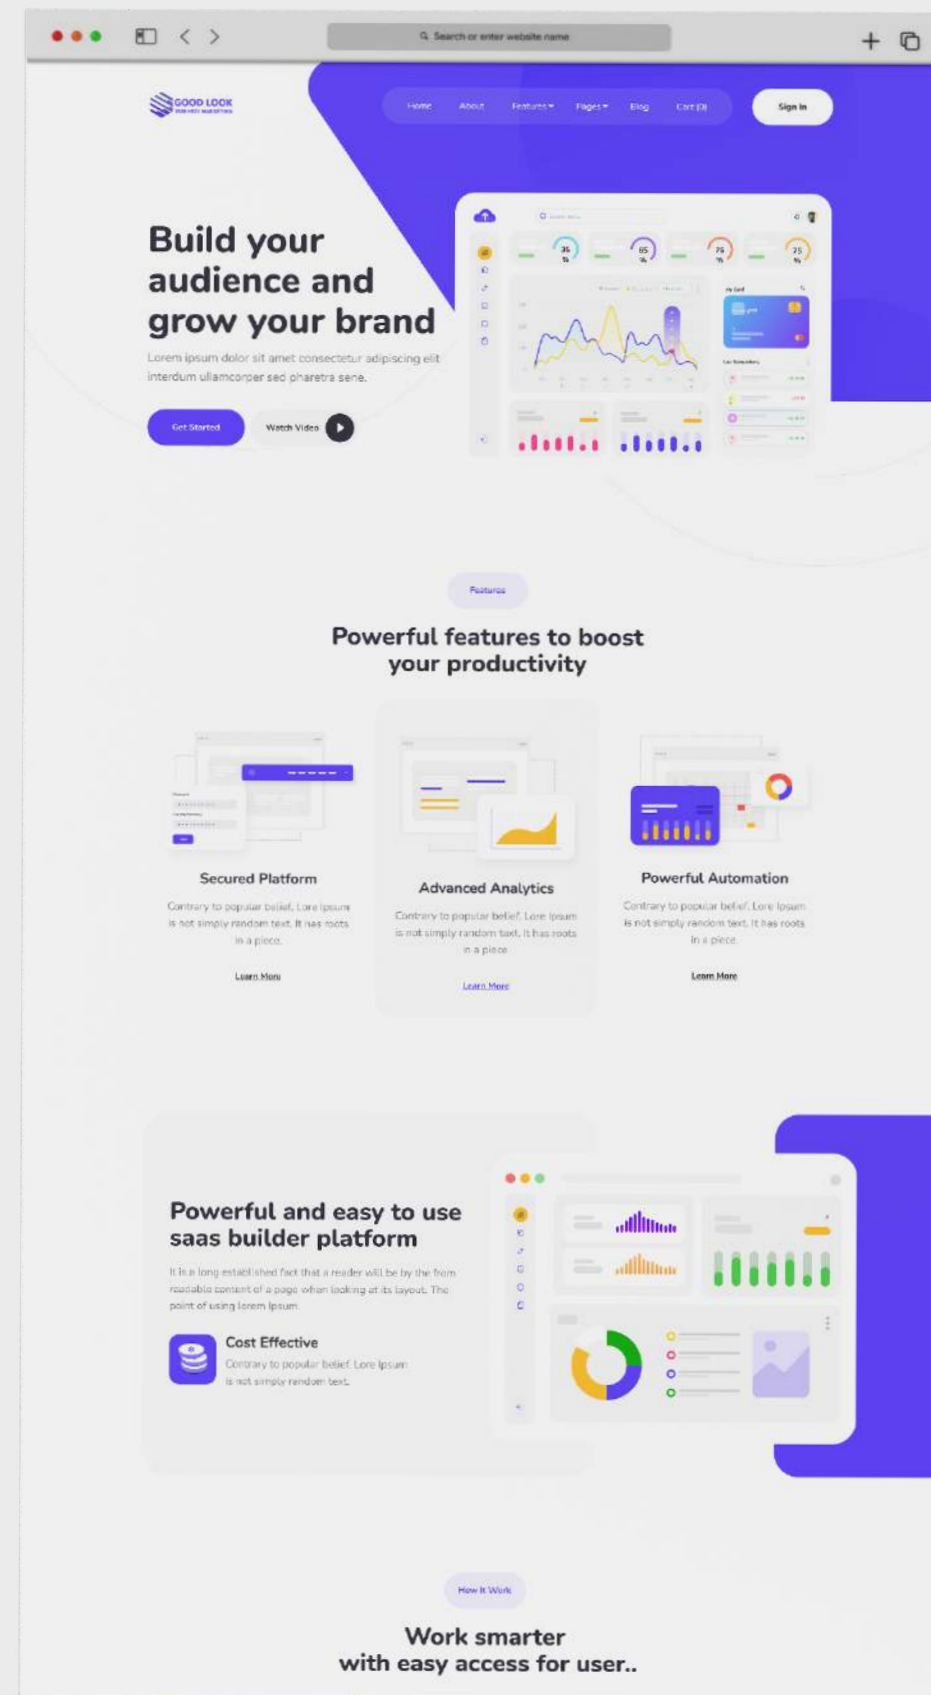 Search or enter website name
GOOD LOOK
Home About Features Pages Blog Cart (0) Sign In
Build your
audience and
grow your brand
Lorem ipsum dolor sit amet consectetur adipiscing elit
interdum ullamcorper sed pharetra sene.
Get Started Watch Video
36 % 65 % 75 %
My Card
Features
Powerful features to boost
your productivity
Secured Platform
Contrary to popular belief, Lore Ipsum
is not simply random text. It has roots
in a piece.
Learn More
Advanced Analytics
Contrary to popular belief, Lore Ipsum
is not simply random text. It has roots
in a piece
Learn More
Powerful Automation
Contrary to popular belief, Lore Ipsum
is not simply random text. It has roots
in a piece
Learn More
Powerful and easy to use
saas builder platform
It is a long established fact that a reader will be by the from
readable content of a page when looking at its layout. The
point of using lorem Ipsum
Cost Effective
Contrary to popular belief, Lore Ipsum
is not simply random text.
How It Work
Work smarter
with easy access for user..